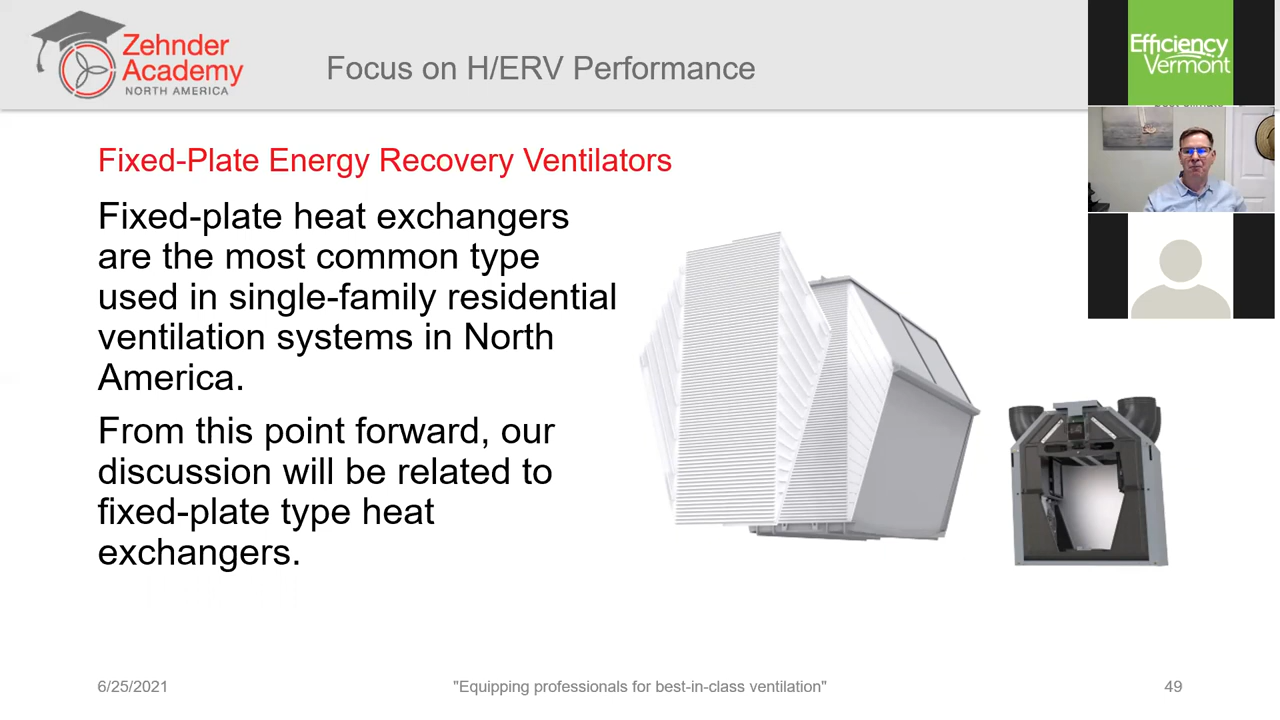 Zehnder
Academy
NORTH AMERICA
Focus on H/ERV Performance
Efficiency
Vermont
Fixed-Plate Energy Recovery Ventilators
Fixed-plate heat exchangers
are the most common type
used in single-family residential
ventilation systems in North
America.
From this point forward, our
discussion will be related to
fixed-plate type heat
exchangers.
6/25/2021
"Equipping professionals for best-in-class ventilation"
49